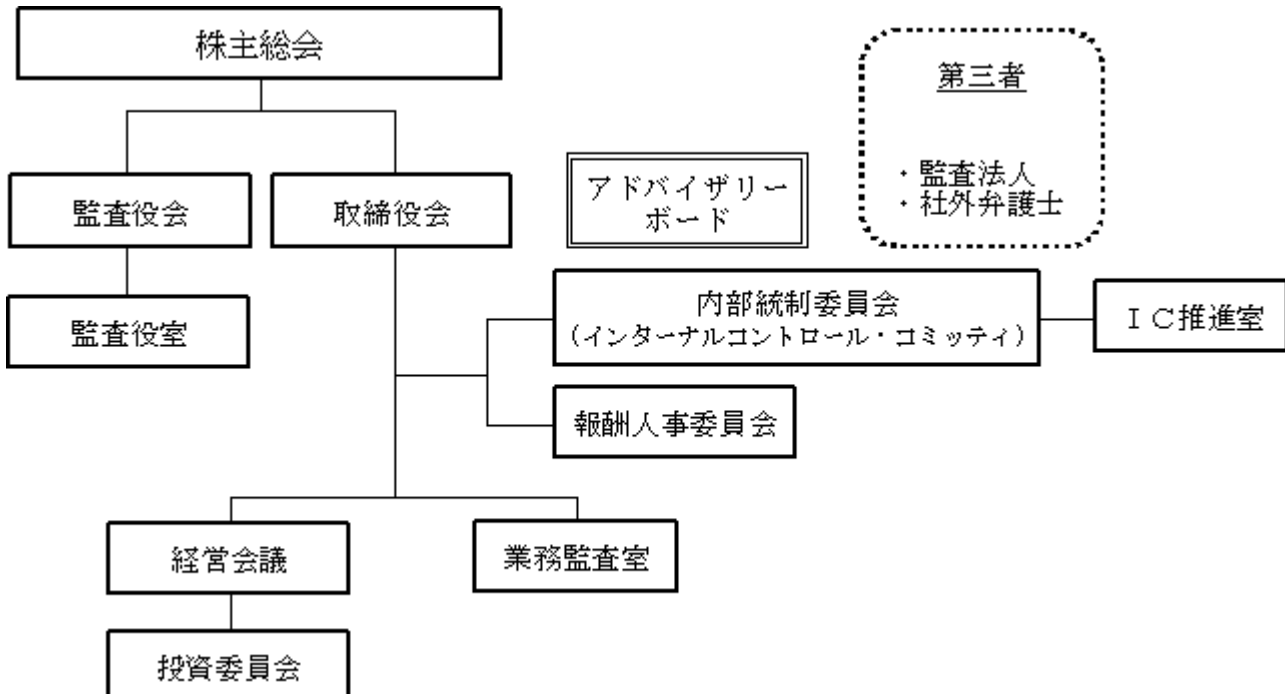 株主総会
第三者
・監査法人
・社外弁護士
アドバイザリー
ボード
監査役会
取締役会
内部統制委員会
(インターナルコントロール・コミッティ)
ＩＣ推進室
監査役室
報酬人事委員会
経営会議
業務監査室
投資委員会